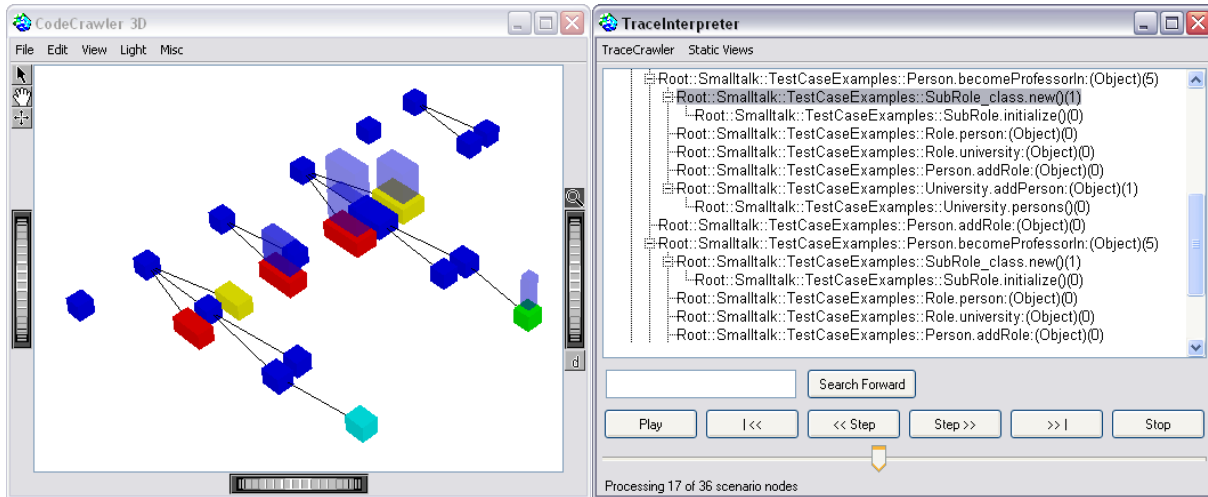 CodeCrawler 3D
File Edit View Light Misc
d
TraceInterpreter
TraceCrawler Static Views
Root::Smalltalk::TestCaseExamples::Person.becomeProfessorIn:(Object)(5)
Root::Smalltalk::TestCaseExamples::SubRole_class.new()(1)
Root::Smalltalk::TestCaseExamples::SubRole.initialize()(0)
Root::Smalltalk::TestCaseExamples::Role.person:(Object)(0)
Root::Smalltalk::TestCaseExamples::Role.university:(Object)(0)
Root::Smalltalk::TestCaseExamples::Person.addRole:(Object)(0)
Root::Smalltalk::TestCaseExamples::University.addPerson:(Object)(1)
Root::Smalltalk::TestCaseExamples::University.persons()(0)
Root::Smalltalk::TestCaseExamples::Person.addRole:(Object)(0)
Root::Smalltalk::TestCaseExamples::Person.becomeProfessorIn:(Object)(5)
Root::Smalltalk::TestCaseExamples::SubRole_class.new()(1)
Root::Smalltalk::TestCaseExamples::SubRole.initialize()(0)
Root::Smalltalk::TestCaseExamples::Role.person:(Object)(0)
Root::Smalltalk::TestCaseExamples::Role.university:(Object)(0)
Root::Smalltalk::TestCaseExamples::Person.addRole:(Object)(0)
Search Forward
Play |<< << Step Step >> >>| Stop
Processing 17 of 36 scenario nodes